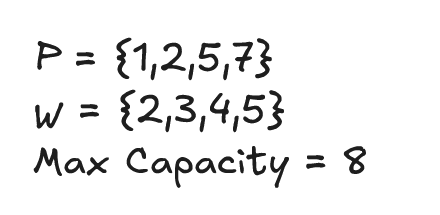 P = {1,2,5,7}
w = {2,3,4,5}
Max Capacity = 8